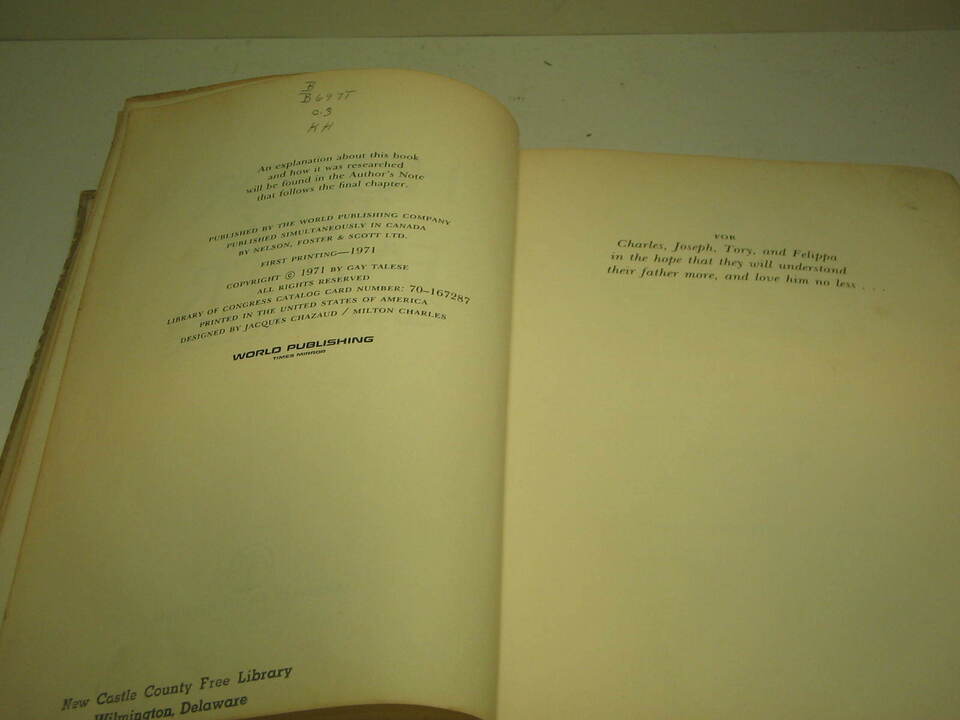 B
B697T
c.3
KH
An explanation about this book
and how it was researched
will be found in the Author's Note
that follows the final chapter.
PUBLISHED BY THE WORLD PUBLISHING COMPANY
PUBLISHED SIMULTANEOUSLY IN CANADA
BY NELSON, FOSTER & SCOTT LTD.
FIRST PRINTING—1971
COPYRIGHT © 1971 BY GAY TALESE
ALL RIGHTS RESERVED
LIBRARY OF CONGRESS CATALOG CARD NUMBER: 70-167287
PRINTED IN THE UNITED STATES OF AMERICA
DESIGNED BY JACQUES CHAZAUD / MILTON CHARLES
WORLD PUBLISHING
TIMES MIRROR
New Castle County Free Library
Wilmington, Delaware
FOR
Charles, Joseph, Tory, and Felippa
in the hope that they will understand
their father more, and love him no less . . .